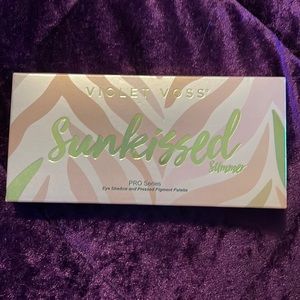 VIOLET VOSS
Sunkissed
Summer
PRO Series
Eye Shadow and Pressed Pigment Palette